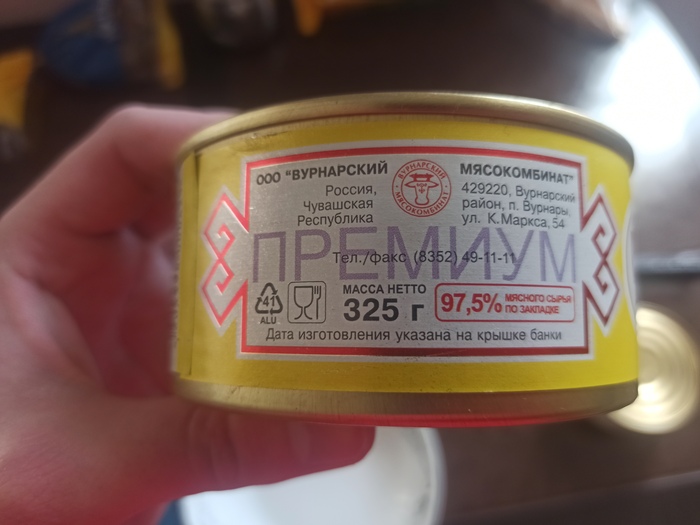 ООО "ВУРНАРСКИЙ МЯСОКОМБИНАТ"
Россия,
Чувашская
Республика
ВУРНАРСКИЙ
МЯСОКОМБИНАТ
429220, Вурнарский
район, п. Вурнары,
ул. К.Маркса, 54
ПРЕМИУМ
Тел./факс (8352) 49-11-11
41
ALU
МАССА НЕТТО
325 г
97,5% МЯСНОГО СЫРЬЯ
ПО ЗАКЛАДКЕ
Дата изготовления указана на крышке банки